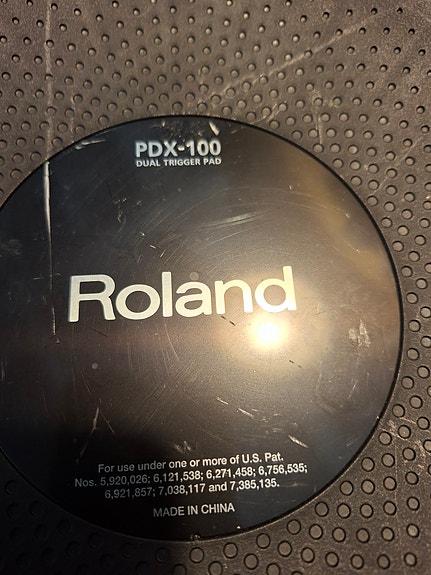 PDX-100
DUAL TRIGGER PAD
Roland
For use under one or more of U.S. Pat.
Nos. 5,920,026; 6,121,538; 6,271,458; 6,756,535;
6,921,857; 7,038,117 and 7,385,135.
MADE IN CHINA